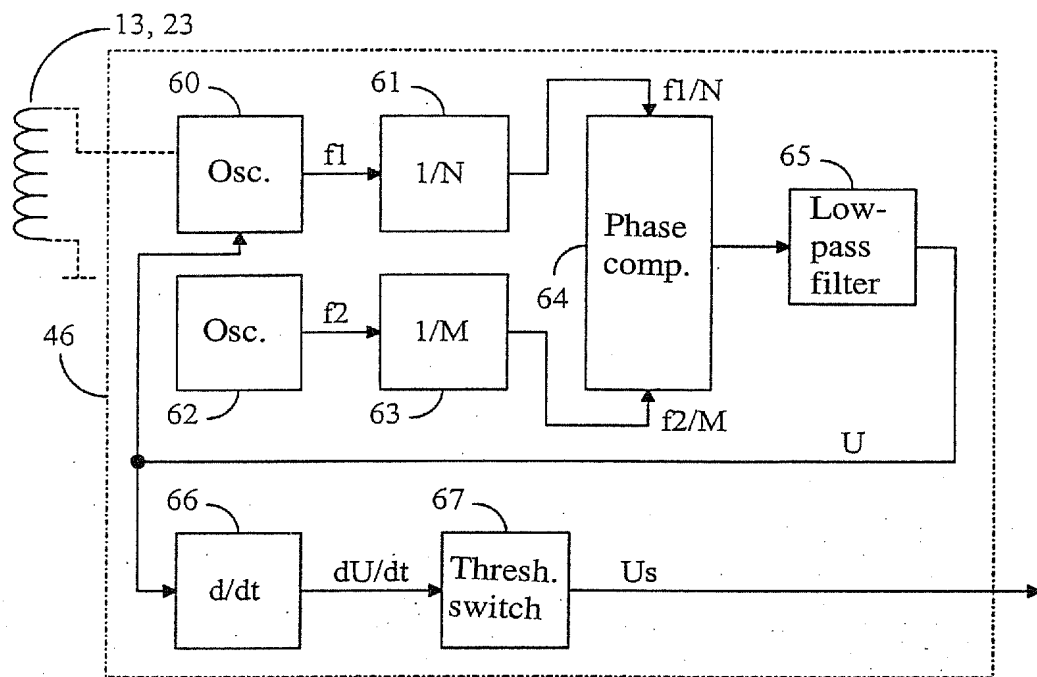 13, 23
60
61
f1/N
Osc.
f1
1/N
65
Low-
pass
filter
Phase
comp.
64
46
Osc.
f2
1/M
62
63
f2/M
U
66
67
d/dt
dU/dt
Thresh.
switch
Us